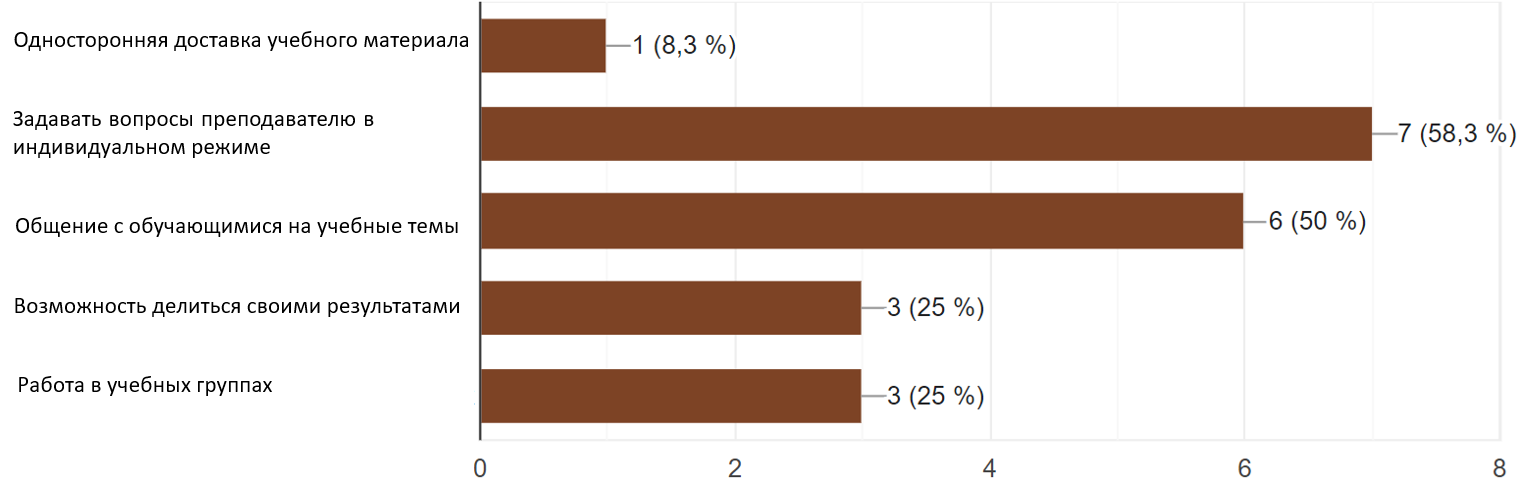 Односторонняя доставка учебного материала
1 (8,3 %)
Задавать вопросы преподавателю в
индивидуальном режиме
7 (58,3 %)
Общение с обучающимися на учебные темы
6 (50 %)
Возможность делиться своими результатами
3 (25 %)
Работа в учебных группах
3 (25 %)
0 2 4 6 8